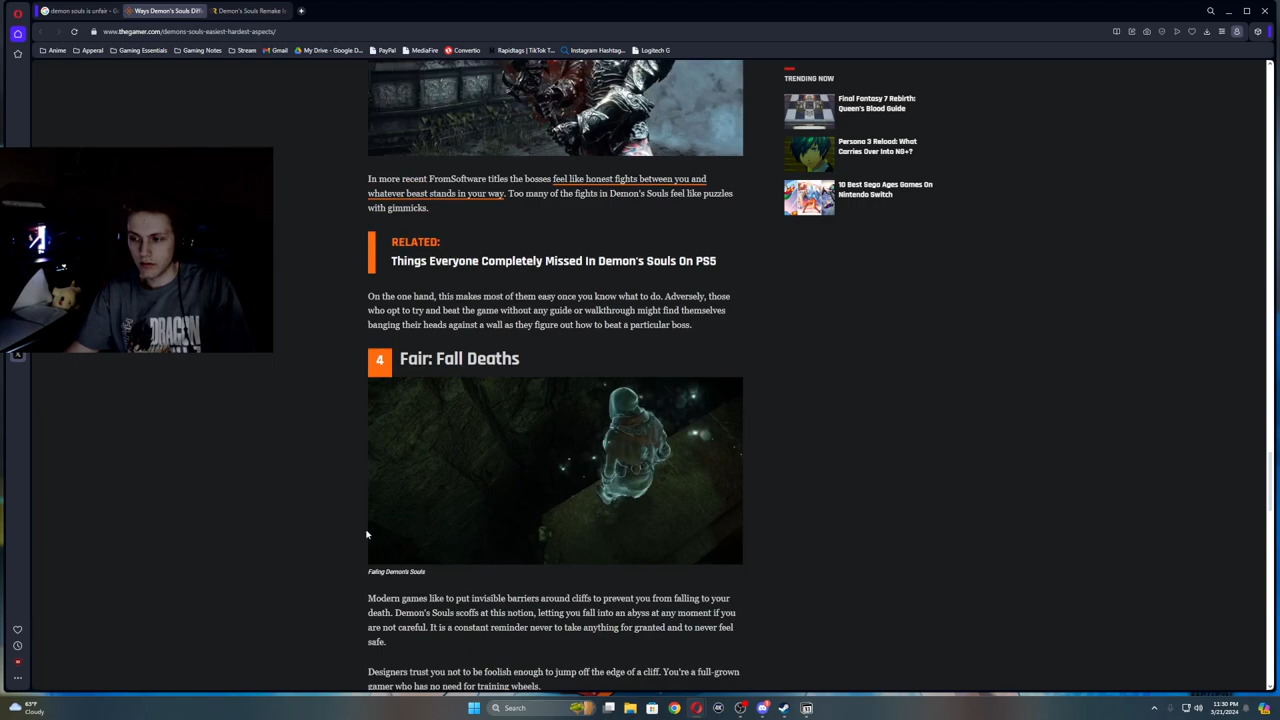 demon souls is unfair - G
Ways Demon's Souls Diff
Demon's Souls Remake Is
www.thegamer.com/demons-souls-easiest-hardest-aspects/
Anime
Apperal
Gaming Essentials
Gaming Notes
Stream
Gmail
My Drive - Google D...
PayPal
MediaFire
Convertio
Rapidtags | TikTok T...
Instagram Hashtag...
Logitech G
TRENDING NOW
Final Fantasy 7 Rebirth:
Queen's Blood Guide
Persona 3 Reload: What
Carries Over Into NG+?
10 Best Sega Ages Games On
Nintendo Switch
In more recent FromSoftware titles the bosses feel like honest fights between you and
whatever beast stands in your way. Too many of the fights in Demon's Souls feel like puzzles
with gimmicks.
RELATED:
Things Everyone Completely Missed In Demon's Souls On PS5
On the one hand, this makes most of them easy once you know what to do. Adversely, those
who opt to try and beat the game without any guide or walkthrough might find themselves
banging their heads against a wall as they figure out how to beat a particular boss.
4 Fair: Fall Deaths
Falling Demon's Souls
Modern games like to put invisible barriers around cliffs to prevent you from falling to your
death. Demon's Souls scoffs at this notion, letting you fall into an abyss at any moment if you
are not careful. It is a constant reminder never to take anything for granted and to never feel
safe.
Designers trust you not to be foolish enough to jump off the edge of a cliff. You're a full-grown
gamer who has no need for training wheels.
DRAGON
63°F
Cloudy
Search
11:30 PM
3/21/2024